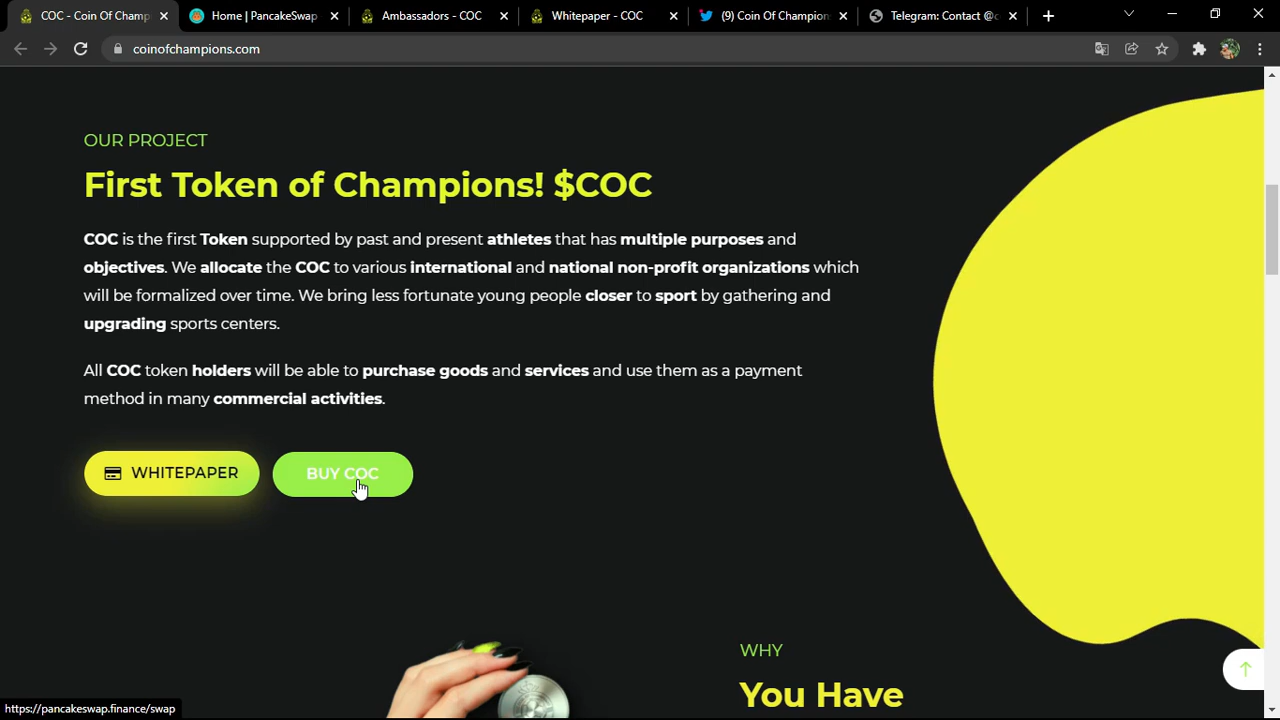 COC - Coin Of Champ
Home | PancakeSwap
Ambassadors - COC
Whitepaper - COC
(9) Coin Of Champion
Telegram: Contact @c
coinofchampions.com
OUR PROJECT
First Token of Champions! $COC
COC is the first Token supported by past and present athletes that has multiple purposes and
objectives. We allocate the COC to various international and national non-profit organizations which
will be formalized over time. We bring less fortunate young people closer to sport by gathering and
upgrading sports centers.
All COC token holders will be able to purchase goods and services and use them as a payment
method in many commercial activities.
WHITEPAPER
BUY COC
WHY
You Have
https://pancakeswap.finance/swap